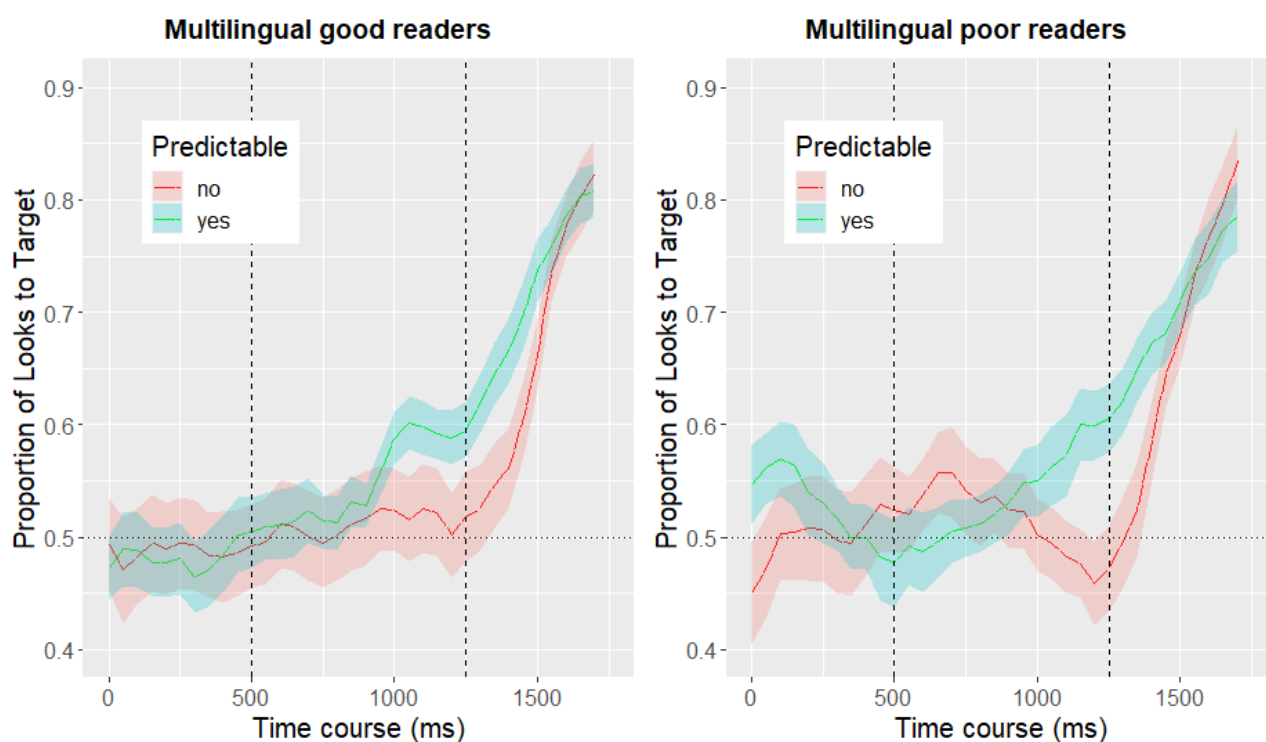 Multilingual good readers
Proportion of Looks to Target
0.9
0.8
0.7
0.6
0.5
0.4
Predictable
no
yes
0
500
1000
1500
Time course (ms)
Multilingual poor readers
Proportion of Looks to Target
0.9
0.8
0.7
0.6
0.5
0.4
Predictable
no
yes
0
500
1000
1500
Time course (ms)